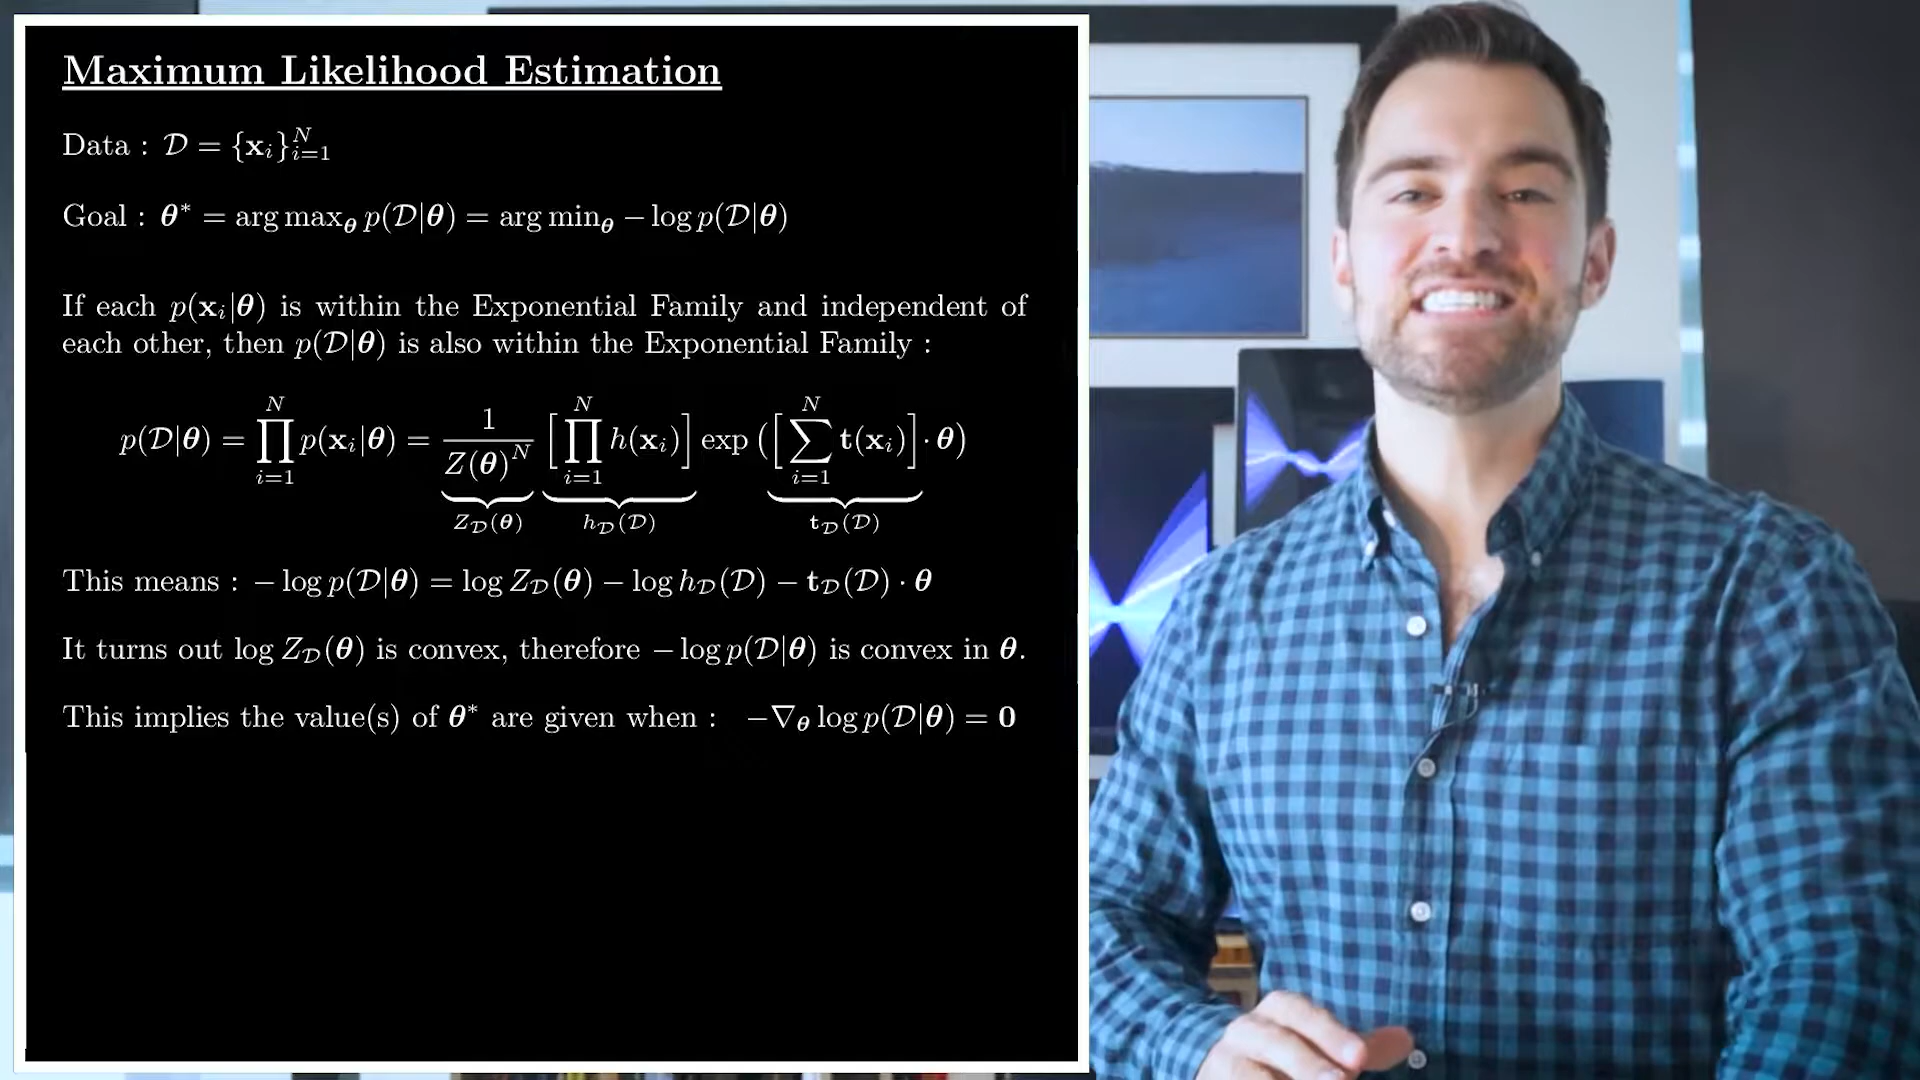 Maximum Likelihood Estimation
Data : 𝒟 = {𝐱ᵢ}ᵢ₌₁ᴺ
Goal : 𝜽* = arg max_𝜽 p(𝒟|𝜽) = arg min_𝜽 − log p(𝒟|𝜽)
If each p(𝐱ᵢ|𝜽) is within the Exponential Family and independent of
each other, then p(𝒟|𝜽) is also within the Exponential Family :
p(𝒟|𝜽) = ∏ᵢ₌₁ᴺ p(𝐱ᵢ|𝜽) = 1/Z(𝜽)ᴺ [∏ᵢ₌₁ᴺ h(𝐱ᵢ)] exp ([∑ᵢ₌₁ᴺ 𝐭(𝐱ᵢ)] · 𝜽)
Z_𝒟(𝜽) h_𝒟(𝒟) 𝐭_𝒟(𝒟)
This means : − log p(𝒟|𝜽) = log Z_𝒟(𝜽) − log h_𝒟(𝒟) − 𝐭_𝒟(𝒟) · 𝜽
It turns out log Z_𝒟(𝜽) is convex, therefore − log p(𝒟|𝜽) is convex in 𝜽.
This implies the value(s) of 𝜽* are given when : −∇_𝜽 log p(𝒟|𝜽) = 𝟎